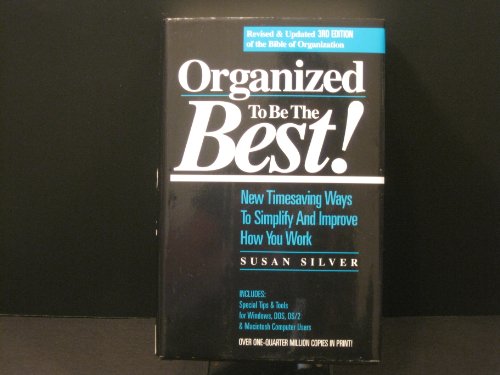 Revised & Updated 3RD EDITION
of the Bible of Organization
Organized
To Be The
Best!
New Timesaving Ways
To Simplify And Improve
How You Work
SUSAN SILVER
INCLUDES:
Special Tips & Tools
for Windows, DOS, OS/2
& Macintosh Computer Users
OVER ONE-QUARTER MILLION COPIES IN PRINT!